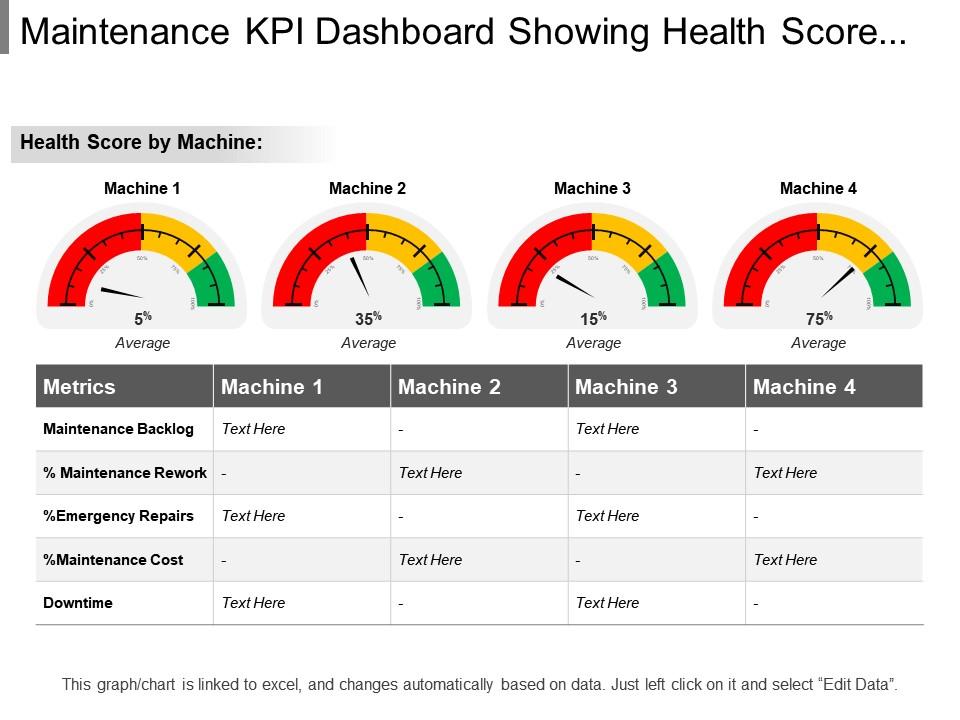 Maintenance KPI Dashboard Showing Health Score...
Health Score by Machine:
Machine 1
Machine 2
Machine 3
Machine 4
0% 25% 50% 75% 100%
0% 25% 50% 75% 100%
0% 25% 50% 75% 100%
0% 25% 50% 75% 100%
5%
35%
15%
75%
Average
Average
Average
Average
Metrics Machine 1 Machine 2 Machine 3 Machine 4
Maintenance Backlog Text Here - Text Here -
% Maintenance Rework - Text Here - Text Here
%Emergency Repairs Text Here - Text Here -
%Maintenance Cost - Text Here - Text Here
Downtime Text Here - Text Here -
This graph/chart is linked to excel, and changes automatically based on data. Just left click on it and select “Edit Data”.